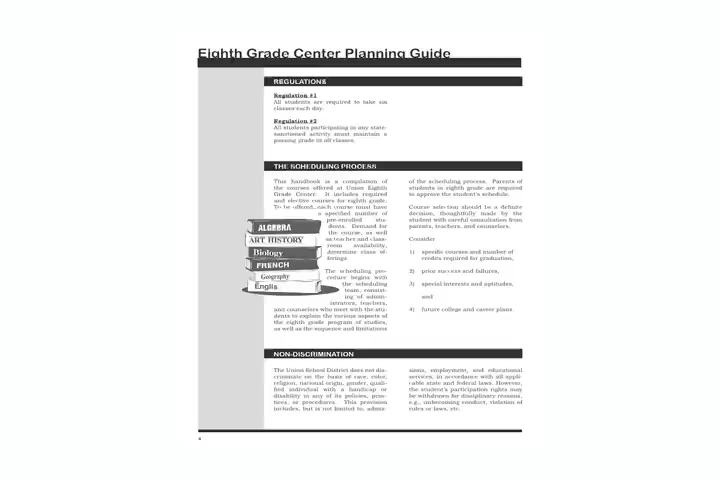 Eighth Grade Center Planning Guide
REGULATIONS
Regulation #1
All students are required to take six
classes each day.
Regulation #2
All students participating in any state-
sanctioned activity must maintain a
passing grade in all classes.
THE SCHEDULING PROCESS
This handbook is a compilation of
the courses offered at Union Eighth
Grade Center. It includes required
and elective courses for eighth grade.
To be offered, each course must have
a specified number of
pre-enrolled stu-
dents. Demand for
the course, as well
as teacher and class-
room availability,
determine class of-
ferings.
The scheduling pro-
cedure begins with
the scheduling
team, consist-
ing of admin-
istrators, teachers,
and counselors who meet with the stu-
dents to explain the various aspects of
the eighth grade program of studies,
as well as the sequence and limitations
ALGEBRA
ART HISTORY
Biology
FRENCH
Geography
Englis
of the scheduling process. Parents of
students in eighth grade are required
to approve the student's schedule.
Course selection should be a definite
decision, thoughtfully made by the
student with careful consultation from
parents, teachers, and counselors.
Consider
1) specific courses and number of
credits required for graduation,
2) prior success and failures,
3) special interests and aptitudes,
and
4) future college and career plans.
NON-DISCRIMINATION
The Union School District does not dis-
criminate on the basis of race, color,
religion, national origin, gender, quali-
fied individual with a handicap or
disability in any of its policies, prac-
tices, or procedures. This provision
includes, but is not limited to, admis-
sions, employment, and educational
services, in accordance with all appli-
cable state and federal laws. However,
the student's participation rights may
be withdrawn for disciplinary reasons,
e.g., unbecoming conduct, violation of
rules or laws, etc.